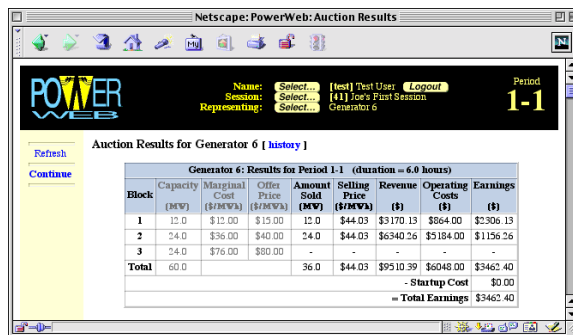 Netscape: PowerWeb: Auction Results
My
N
POWER
WEB
Name: Select... [test] Test User Logout
Session: Select... [41] Joe's First Session
Representing: Select... Generator 6
Period
1-1
Refresh
Continue
Auction Results for Generator 6 [ history ]
Generator 6: Results for Period 1-1 (duration = 6.0 hours)
Block Capacity (MW) Marginal Cost ($/MWh) Offer Price ($/MWh) Amount Sold (MW) Selling Price ($/MWh) Revenue ($) Operating Costs ($) Earnings ($)
1 12.0 $12.00 $15.00 12.0 $44.03 $3170.13 $864.00 $2306.13
2 24.0 $36.00 $40.00 24.0 $44.03 $6340.26 $5184.00 $1156.26
3 24.0 $76.00 $80.00 - - - - -
Total 60.0 36.0 $44.03 $9510.39 $6048.00 $3462.40
- Startup Cost $0.00
= Total Earnings $3462.40